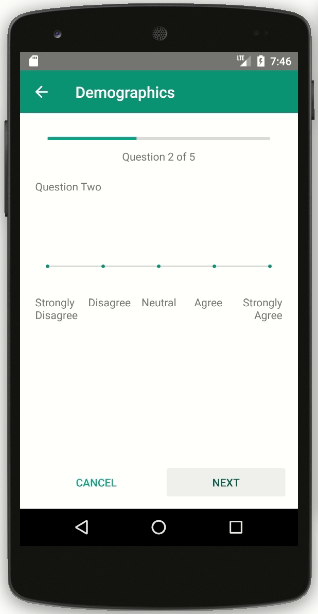 LTE 7:46
Demographics
Question 2 of 5
Question Two
Strongly Disagree Neutral Agree Strongly
Disagree Agree
CANCEL NEXT